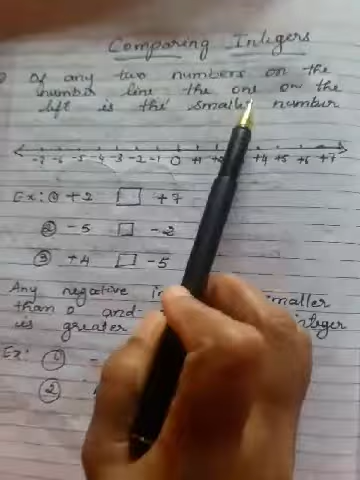 Comparing Integers
Of any two numbers on the
number line the one on the
left is the smaller number
-7 -6 -5 -4 -3 -2 -1 0 +1 +4 +5 +6 +7
Ex: ① +2 □ +7
② -5 □ -2
③ +4 □ -5
Any negative smaller
than 0 and integer
is greater
Ex: ① -
②